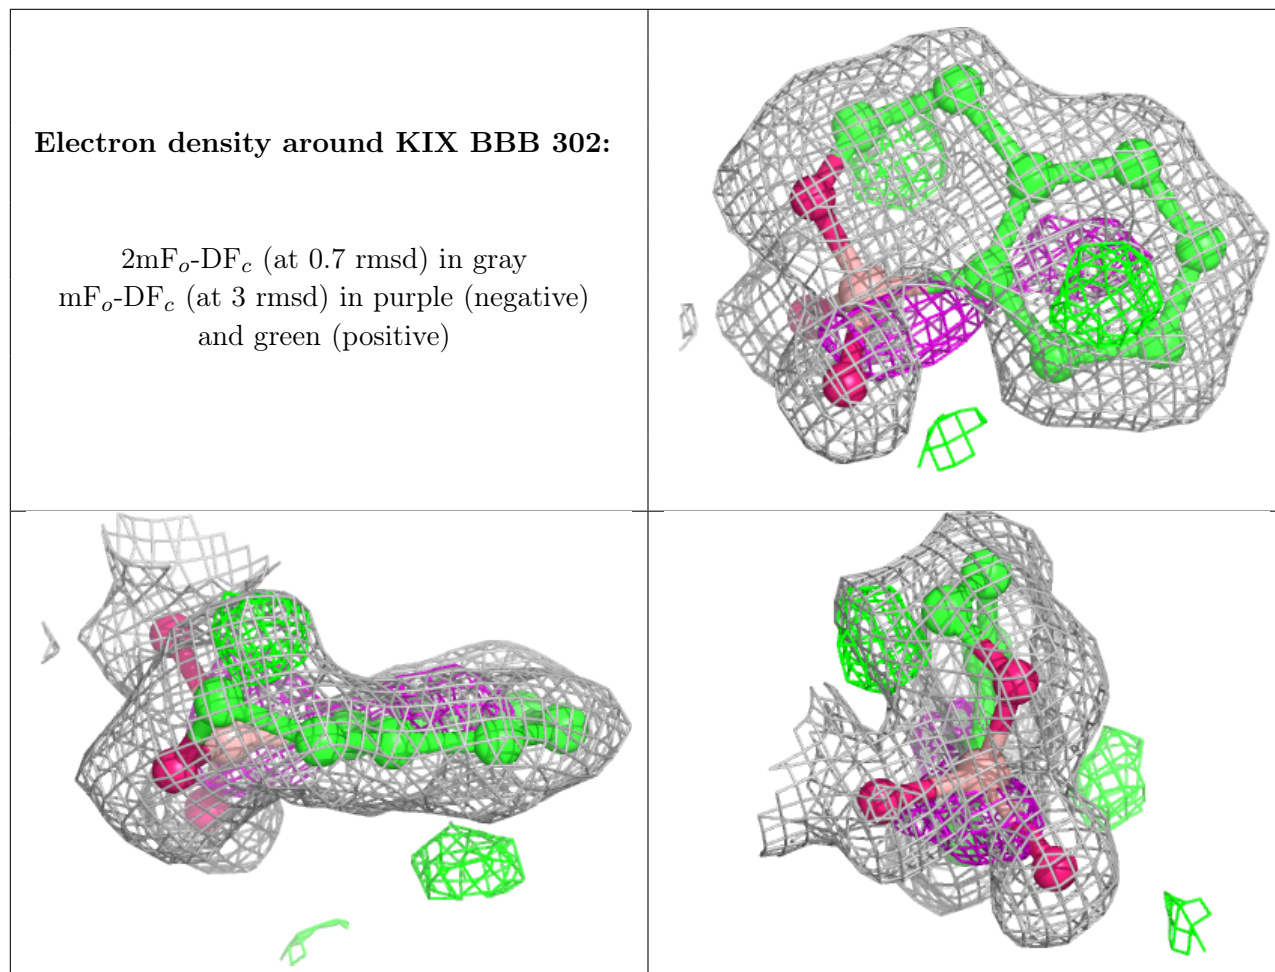 Electron density around KIX BBB 302:
2mFₒ-DF𝒸 (at 0.7 rmsd) in gray
mFₒ-DF𝒸 (at 3 rmsd) in purple (negative)
and green (positive)